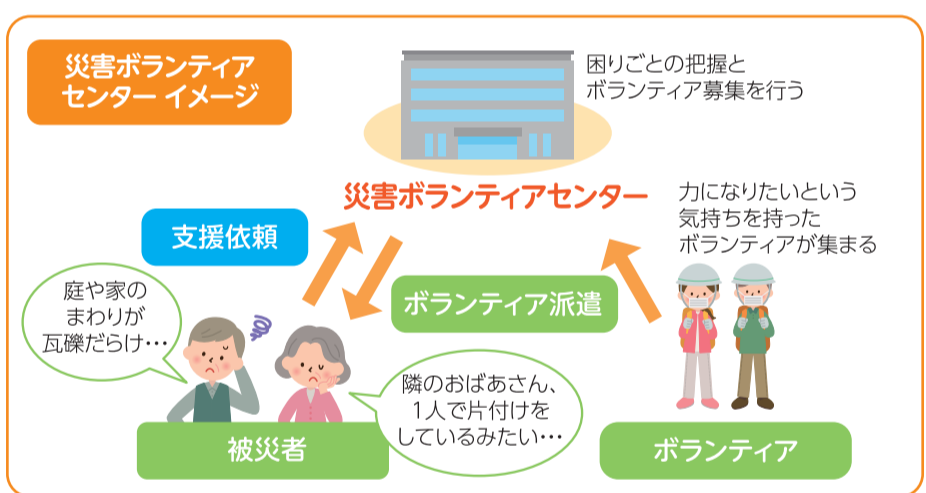 災害ボランティア
センター イメージ
困りごとの把握と
ボランティア募集を行う
災害ボランティアセンター
力になりたいという
気持ちを持った
ボランティアが集まる
支援依頼
ボランティア派遣
庭や家の
まわりが
瓦礫だらけ…
隣のおばあさん、
1人で片付けを
しているみたい…
被災者
ボランティア